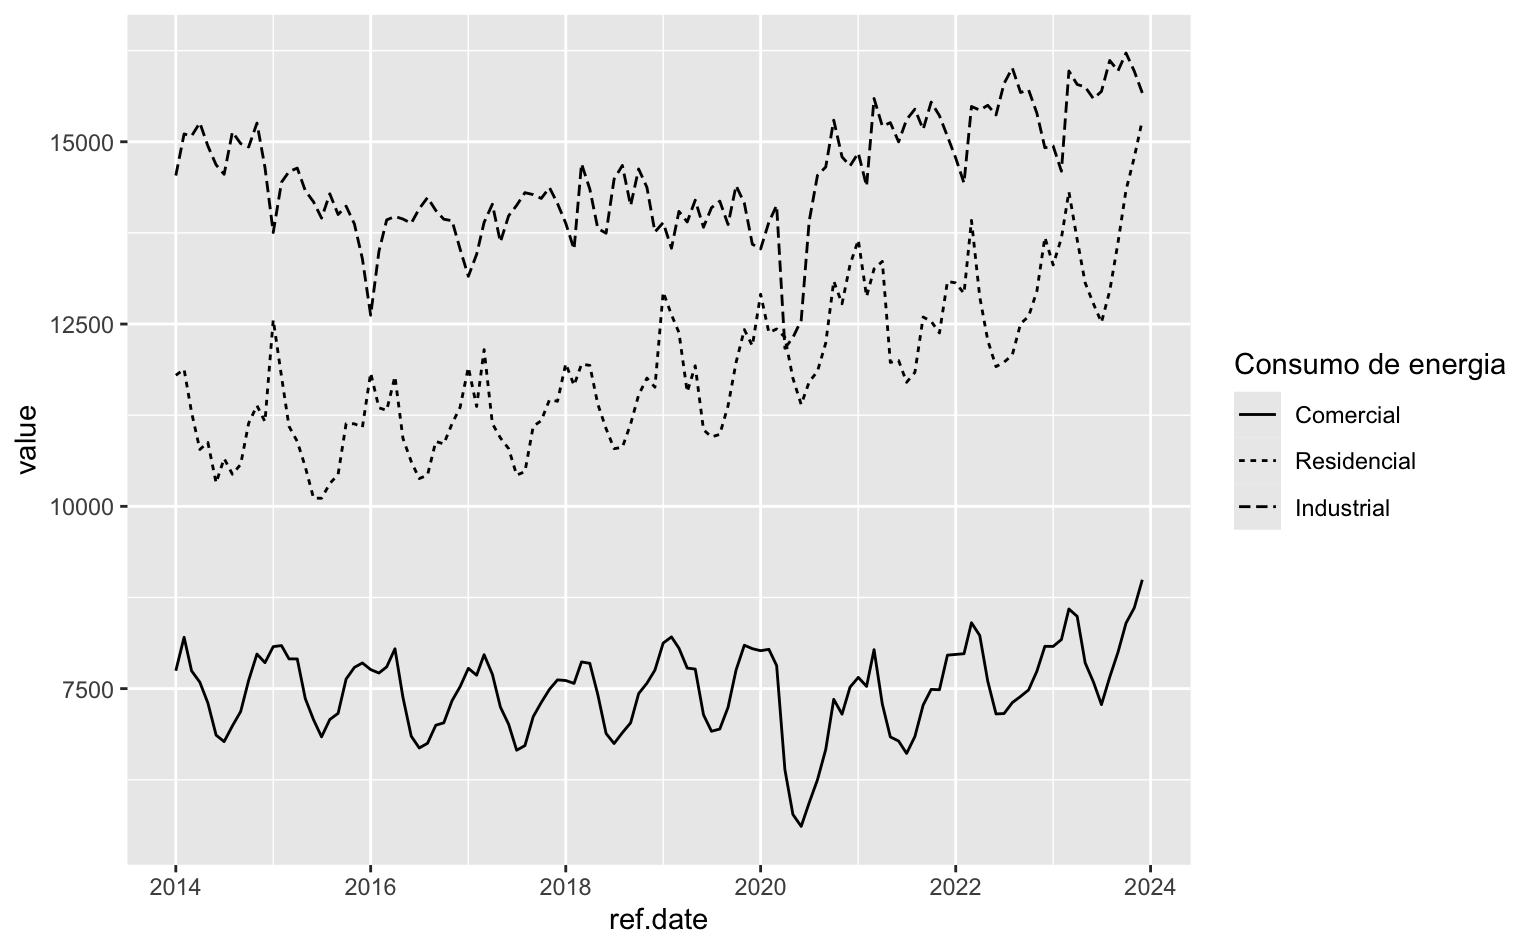 15000
12500
10000
7500
value
2014
2016
2018
2020
2022
2024
ref.date
Consumo de energia
Comercial
Residencial
Industrial